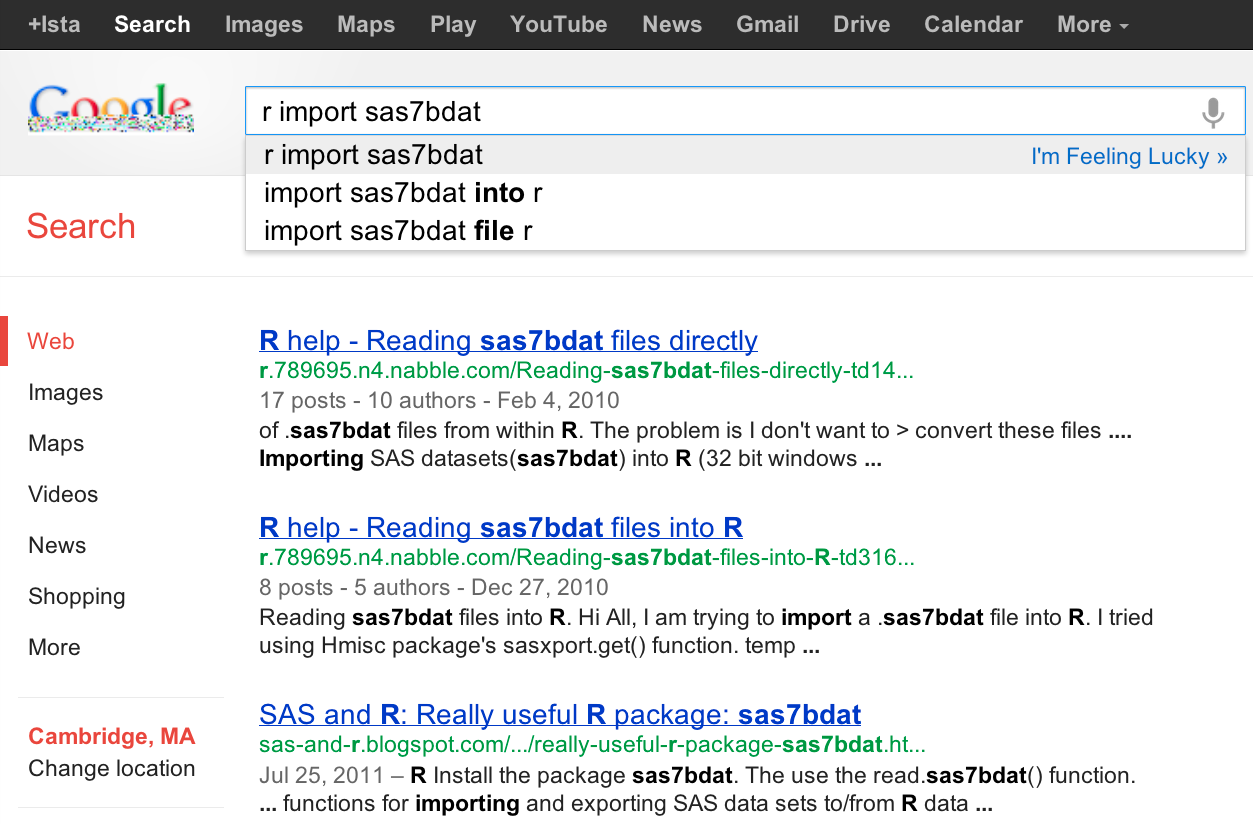 +Ista Search Images Maps Play YouTube News Gmail Drive Calendar More
Google
r import sas7bdat
r import sas7bdat I'm Feeling Lucky »
import sas7bdat into r
import sas7bdat file r
Search
Web
Images
Maps
Videos
News
Shopping
More
Cambridge, MA
Change location
R help - Reading sas7bdat files directly
r.789695.n4.nabble.com/Reading-sas7bdat-files-directly-td14...
17 posts - 10 authors - Feb 4, 2010
of .sas7bdat files from within R. The problem is I don't want to > convert these files ....
Importing SAS datasets(sas7bdat) into R (32 bit windows ...
R help - Reading sas7bdat files into R
r.789695.n4.nabble.com/Reading-sas7bdat-files-into-R-td316...
8 posts - 5 authors - Dec 27, 2010
Reading sas7bdat files into R. Hi All, I am trying to import a .sas7bdat file into R. I tried
using Hmisc package's sasxport.get() function. temp ...
SAS and R: Really useful R package: sas7bdat
sas-and-r.blogspot.com/.../really-useful-r-package-sas7bdat.ht...
Jul 25, 2011 – R Install the package sas7bdat. The use the read.sas7bdat() function.
... functions for importing and exporting SAS data sets to/from R data ...